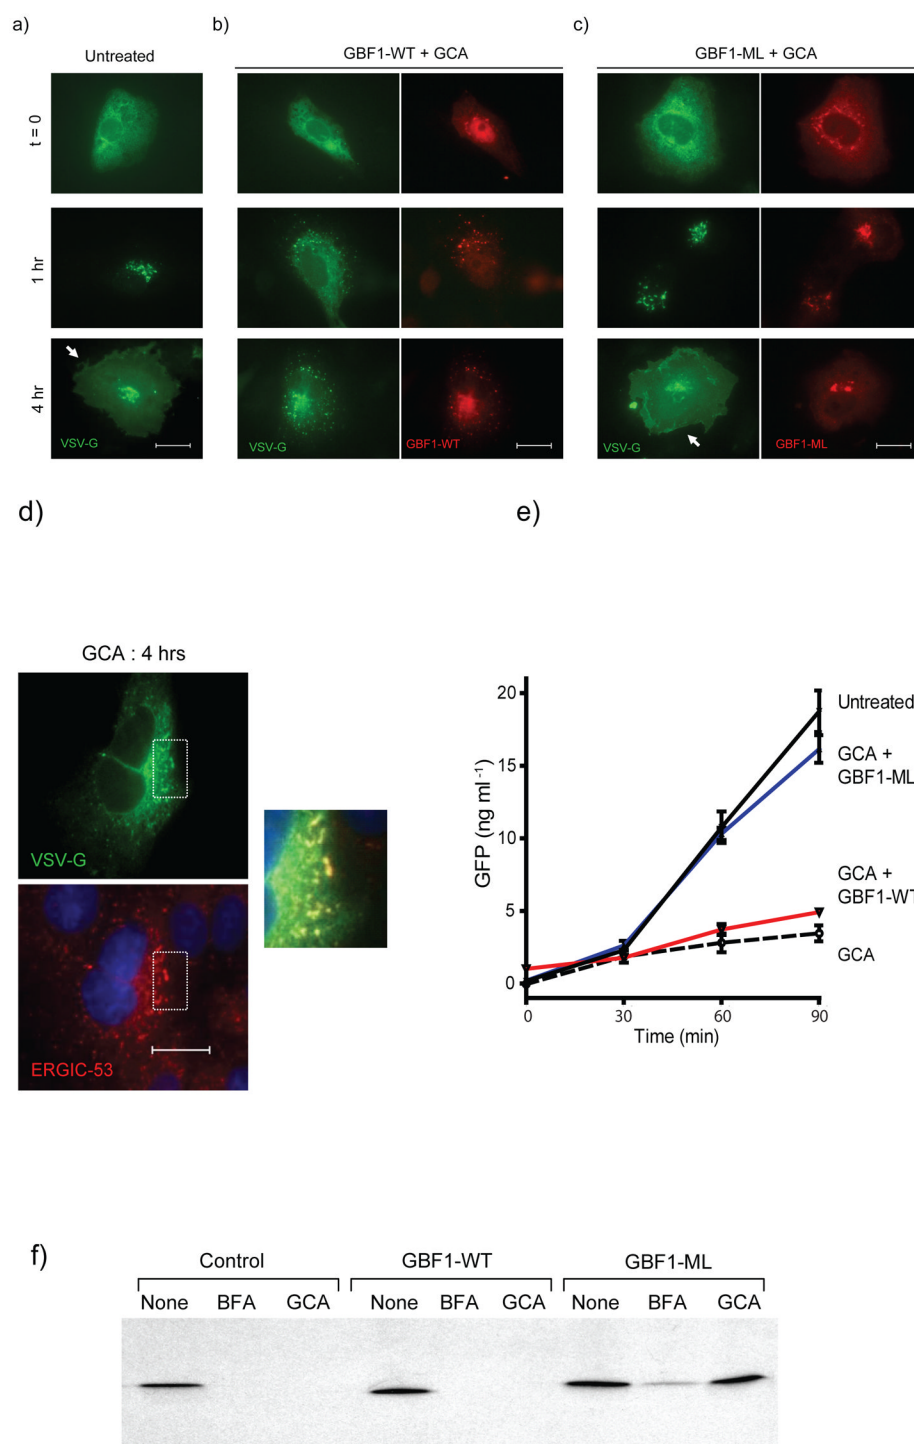 a)
Untreated
t = 0
1 hr
4 hr
VSV-G
b)
GBF1-WT + GCA
VSV-G
GBF1-WT
c)
GBF1-ML + GCA
VSV-G
GBF1-ML
d)
GCA : 4 hrs
VSV-G
ERGIC-53
e)
GFP (ng ml⁻¹)
20
15
10
5
0
0 30 60 90
Time (min)
Untreated
GCA +
GBF1-ML
GCA +
GBF1-WT
GCA
f)
Control GBF1-WT GBF1-ML
None BFA GCA None BFA GCA None BFA GCA